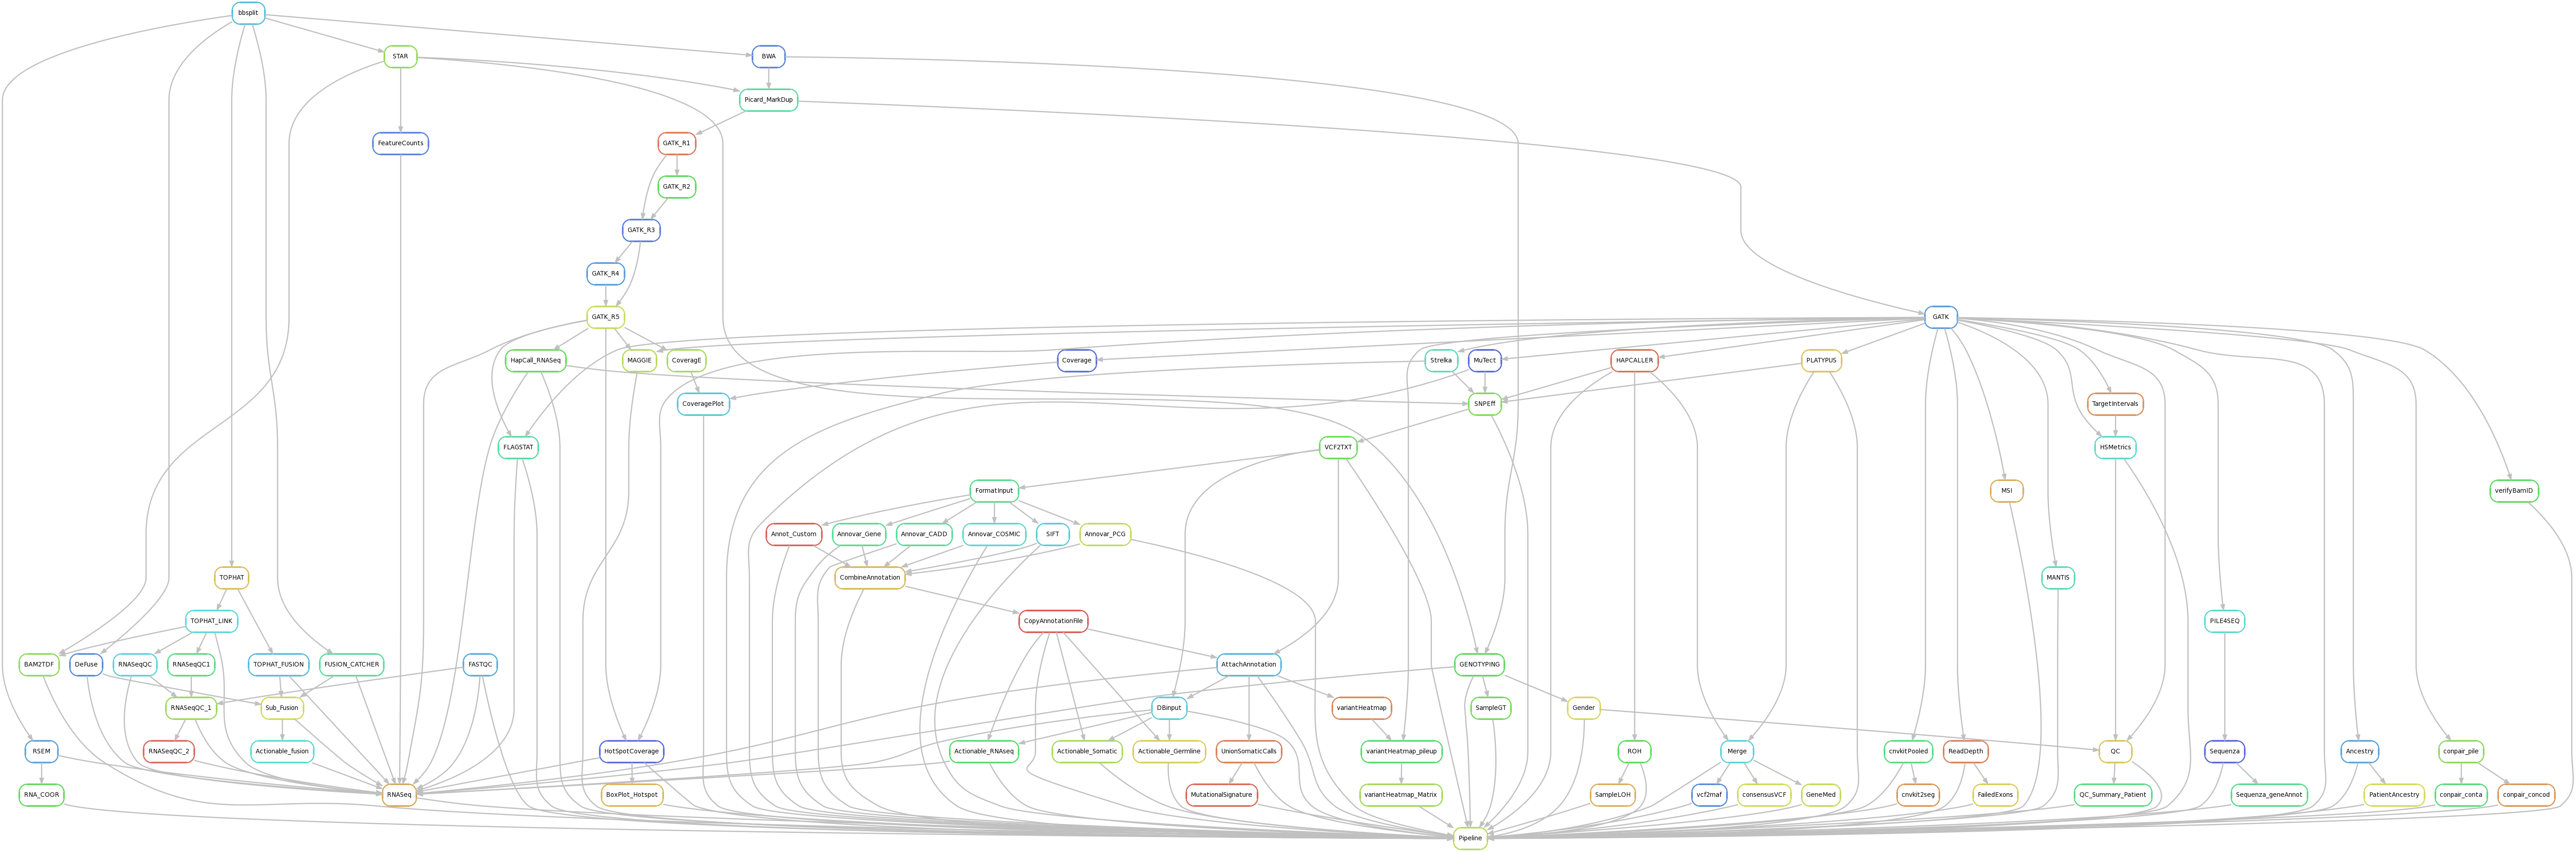 bbsplit
STAR
BWA
Picard_MarkDup
FeatureCounts
GATK_R1
GATK_R2
GATK_R3
GATK_R4
GATK_R5
GATK
HapCall_RNASeq
MAGGIE
CoveragE
Coverage
Strelka
MuTect
HAPCALLER
PLATYPUS
CoveragePlot
SNPEff
TargetIntervals
FLAGSTAT
VCF2TXT
HSMetrics
FormatInput
MSI
verifyBamID
Annot_Custom
Annovar_Gene
Annovar_CADD
Annovar_COSMIC
SIFT
Annovar_PCG
TOPHAT
CombineAnnotation
MANTIS
TOPHAT_LINK
CopyAnnotationFile
PILE4SEQ
BAM2TDF
DeFuse
RNASeqQC
RNASeqQC1
TOPHAT_FUSION
FUSION_CATCHER
FASTQC
AttachAnnotation
GENOTYPING
RNASeqQC_1
Sub_Fusion
DBinput
variantHeatmap
SampleGT
Gender
RSEM
RNASeqQC_2
Actionable_fusion
HotSpotCoverage
Actionable_RNAseq
Actionable_Somatic
Actionable_Germline
UnionSomaticCalls
variantHeatmap_pileup
ROH
Merge
cnvkitPooled
ReadDepth
QC
Sequenza
Ancestry
conpair_pile
RNA_COOR
RNASeq
BoxPlot_Hotspot
MutationalSignature
variantHeatmap_Matrix
SampleLOH
vcf2maf
consensusVCF
GeneMed
cnvkit2seg
FailedExons
QC_Summary_Patient
Sequenza_geneAnnot
PatientAncestry
conpair_conta
conpair_concod
Pipeline